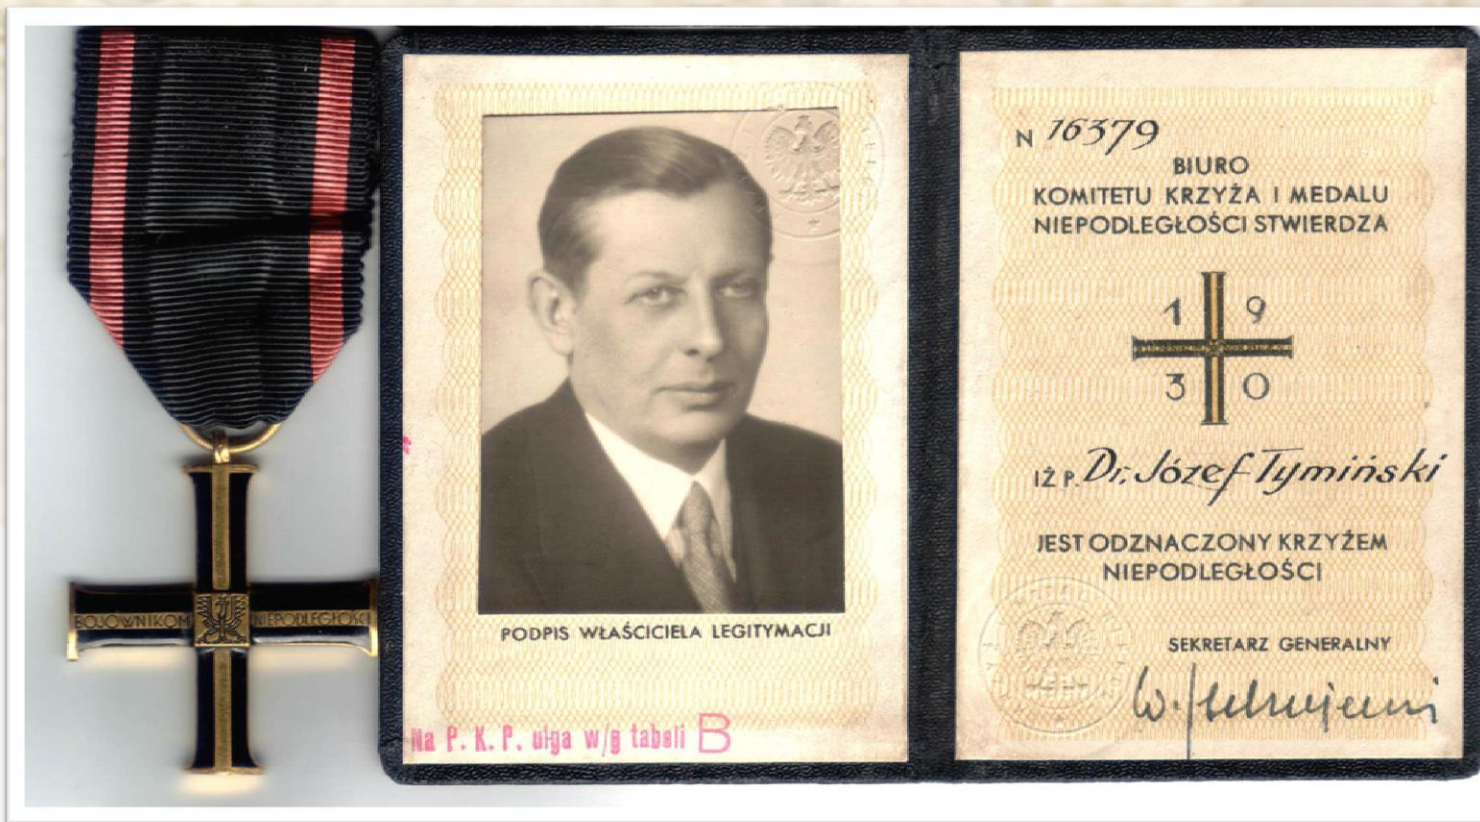 BOJOWNIKOM NIEPODLEGŁOŚCI
PODPIS WŁAŚCICIELA LEGITYMACJI
Na P. K. P. ulga w/g tabeli B
N 16379
BIURO
KOMITETU KRZYŻA I MEDALU
NIEPODLEGŁOŚCI STWIERDZA
1 9
3 0
IŻ P. Dr. Józef Tymiński
JEST ODZNACZONY KRZYŻEM
NIEPODLEGŁOŚCI
SEKRETARZ GENERALNY